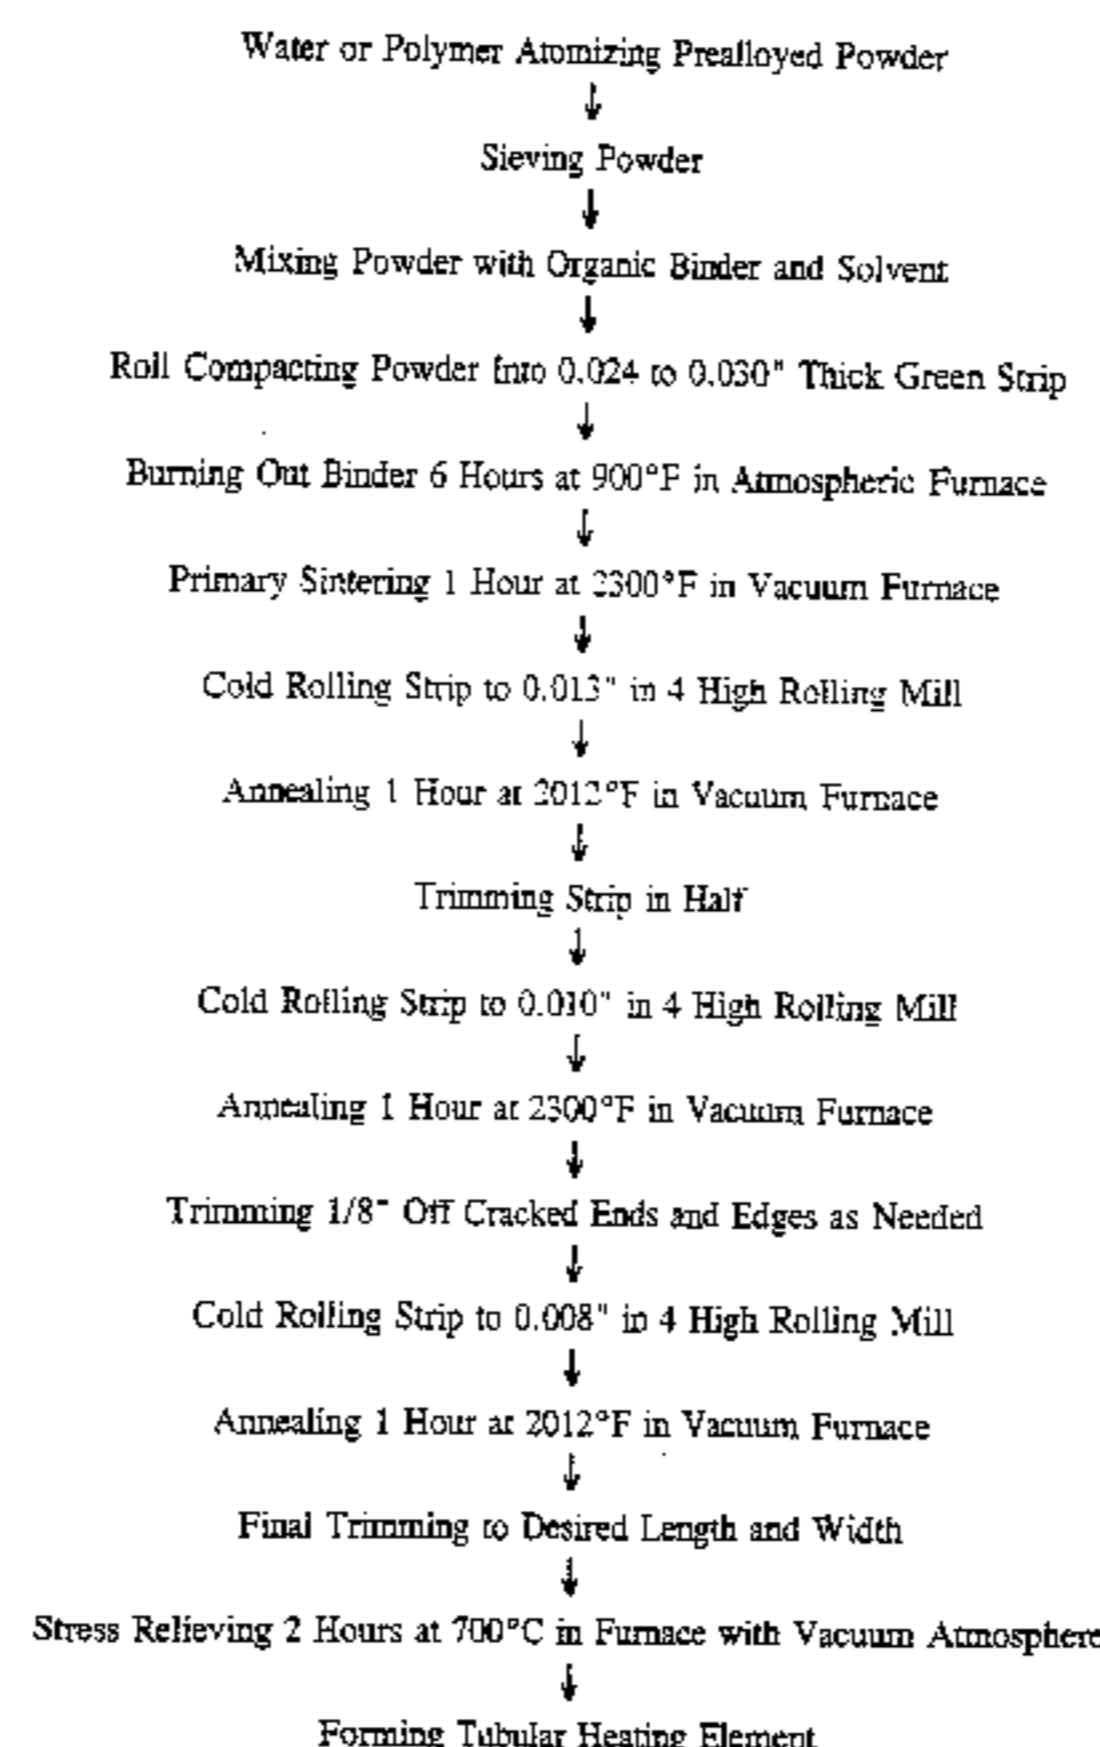 Water or Polymer Atomizing Prealloyed Powder
↓
Sieving Powder
↓
Mixing Powder with Organic Binder and Solvent
↓
Roll Compacting Powder Into 0.024 to 0.030" Thick Green Strip
↓
Burning Out Binder 6 Hours at 900°F in Atmospheric Furnace
↓
Primary Sintering 1 Hour at 2300°F in Vacuum Furnace
↓
Cold Rolling Strip to 0.013" in 4 High Rolling Mill
↓
Annealing 1 Hour at 2012°F in Vacuum Furnace
↓
Trimming Strip in Half
↓
Cold Rolling Strip to 0.010" in 4 High Rolling Mill
↓
Annealing 1 Hour at 2300°F in Vacuum Furnace
↓
Trimming 1/8" Off Cracked Ends and Edges as Needed
↓
Cold Rolling Strip to 0.008" in 4 High Rolling Mill
↓
Annealing 1 Hour at 2012°F in Vacuum Furnace
↓
Final Trimming to Desired Length and Width
↓
Stress Relieving 2 Hours at 700°C in Furnace with Vacuum Atmosphere
↓
Forming Tubular Heating Element